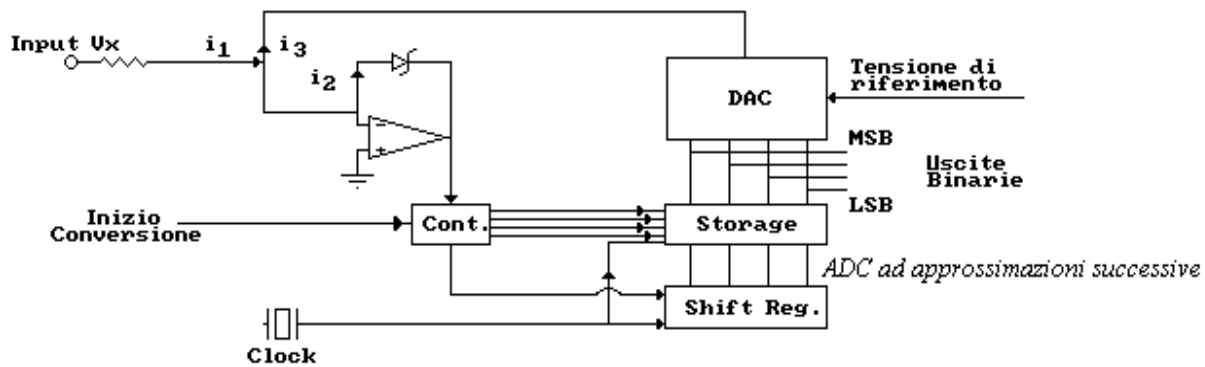 Input Vx
i1
i3
i2
-
+
DAC
Tensione di
riferimento
MSB
Uscite
Binarie
LSB
Inizio
Conversione
Cont.
Storage
ADC ad approssimazioni successive
Shift Reg.
Clock